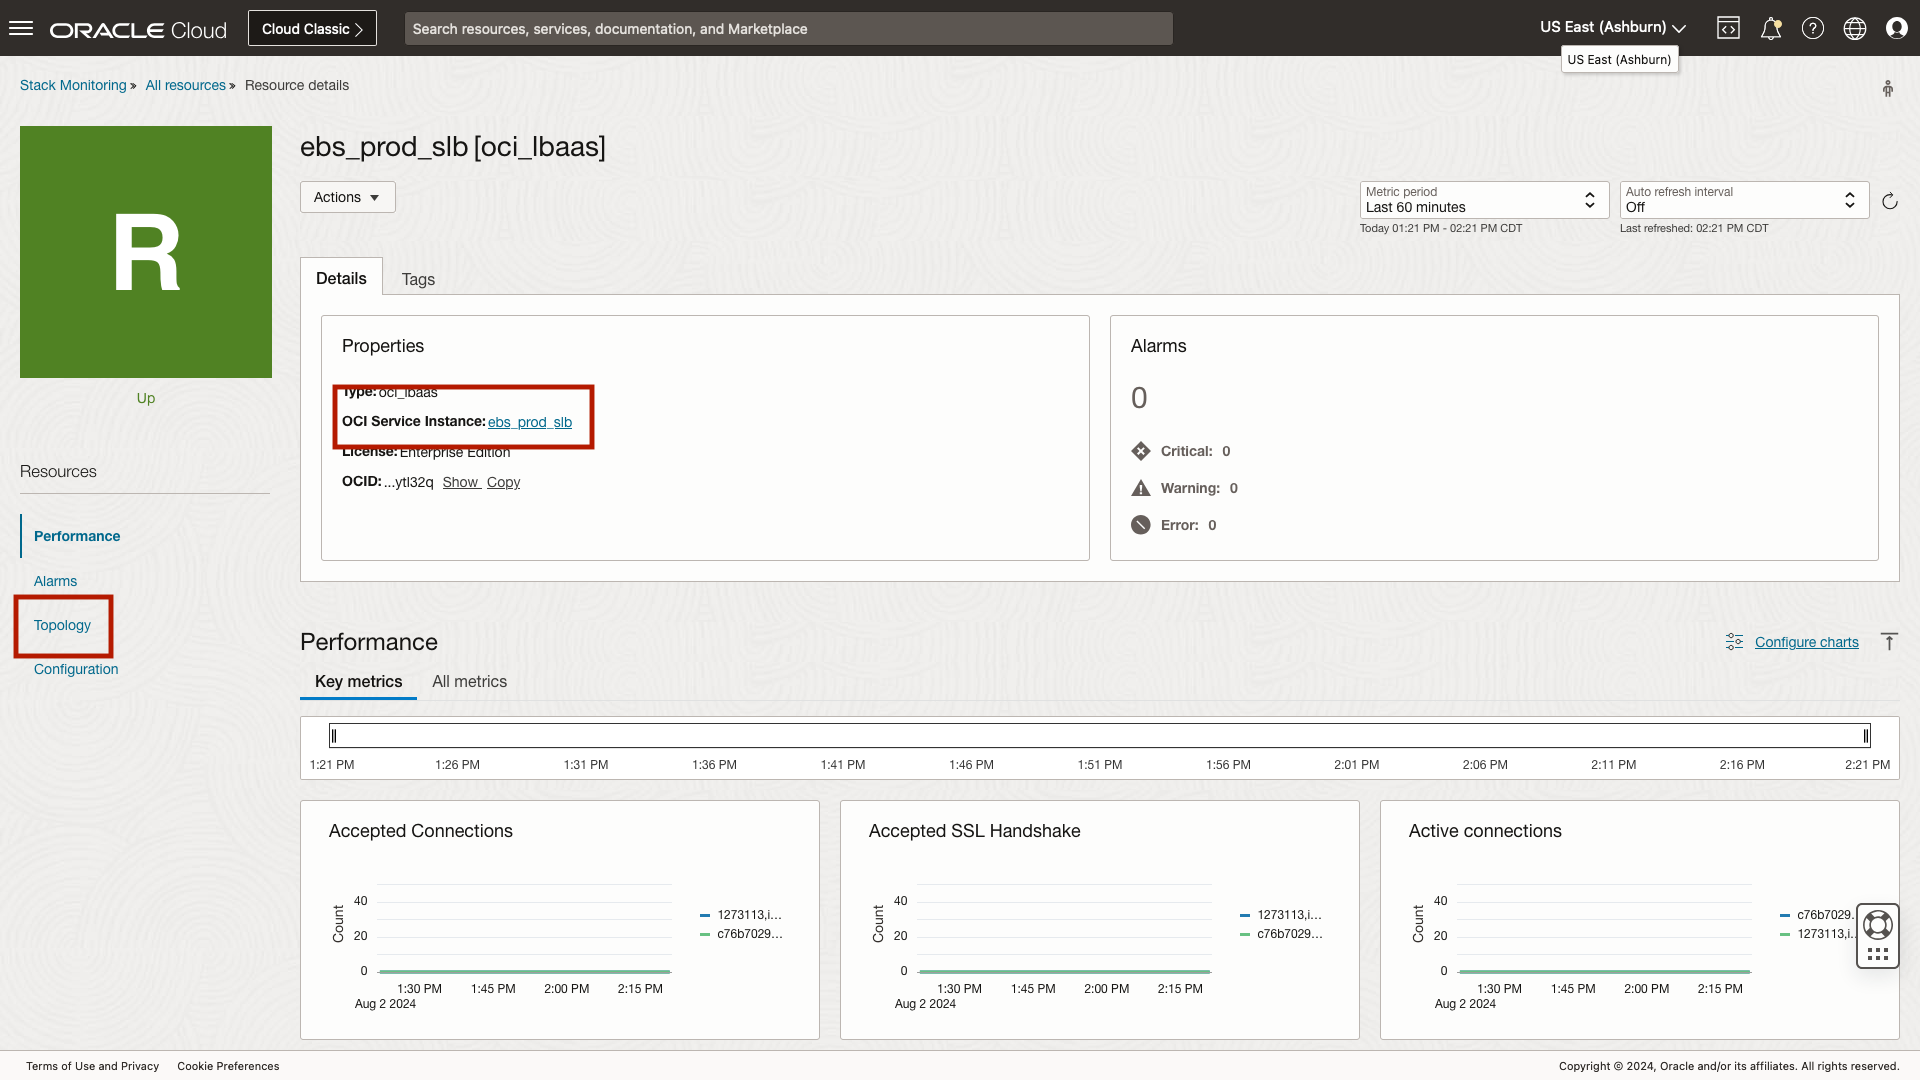 ORACLE Cloud
Cloud Classic
Search resources, services, documentation, and Marketplace
US East (Ashburn)
US East (Ashburn)
Stack Monitoring » All resources » Resource details
R
Up
ebs_prod_slb [oci_lbaas]
Actions
Metric period
Last 60 minutes
Today 01:21 PM - 02:21 PM CDT
Auto refresh interval
Off
Last refreshed: 02:21 PM CDT
Details
Tags
Properties
Type: oci_lbaas
OCI Service Instance: ebs_prod_slb
License: Enterprise Edition
OCID: ...ytl32q Show Copy
Alarms
0
Critical: 0
Warning: 0
Error: 0
Resources
Performance
Alarms
Topology
Configuration
Performance
Configure charts
Key metrics
All metrics
1:21 PM 1:26 PM 1:31 PM 1:36 PM 1:41 PM 1:46 PM 1:51 PM 1:56 PM 2:01 PM 2:06 PM 2:11 PM 2:16 PM 2:21 PM
Accepted Connections
Count
40
20
0
1:30 PM 1:45 PM 2:00 PM 2:15 PM
Aug 2 2024
1273113,i...
c76b7029...
Accepted SSL Handshake
Count
40
20
0
1:30 PM 1:45 PM 2:00 PM 2:15 PM
Aug 2 2024
1273113,i...
c76b7029...
Active connections
Count
40
20
0
1:30 PM 1:45 PM 2:00 PM 2:15 PM
Aug 2 2024
c76b7029.
1273113,i..
Terms of Use and Privacy
Cookie Preferences
Copyright © 2024, Oracle and/or its affiliates. All rights reserved.